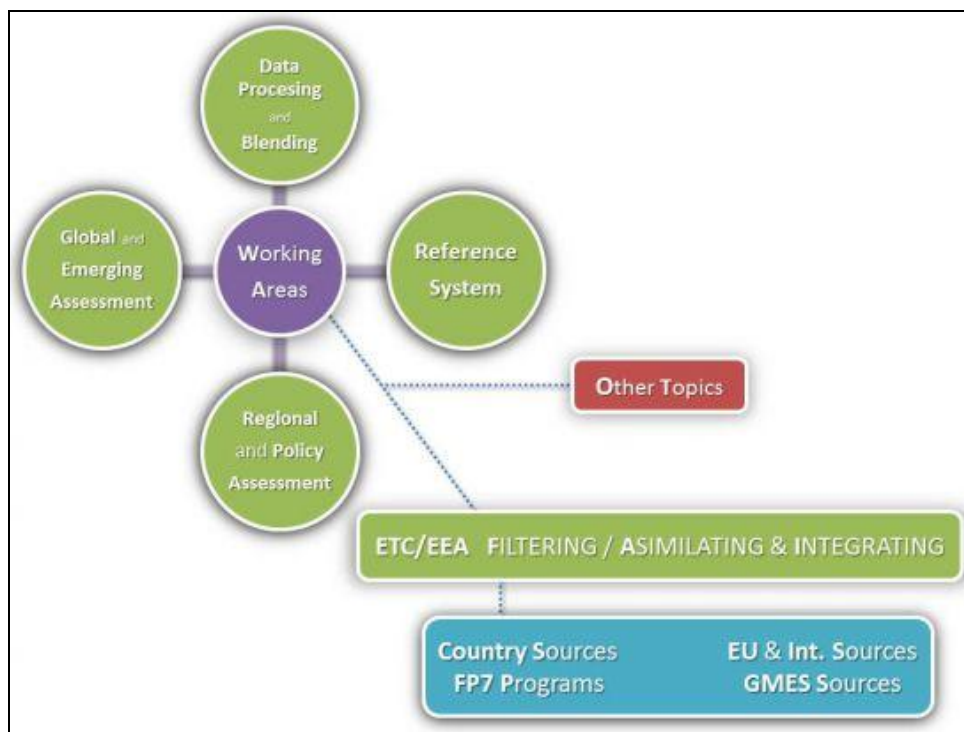 Data
Procesing
and
Blending
Global and
Emerging
Assessment
Working
Areas
Reference
System
Regional
and Policy
Assessment
Other Topics
ETC/EEA FILTERING / ASIMILATING & INTEGRATING
Country Sources EU & Int. Sources
FP7 Programs GMES Sources